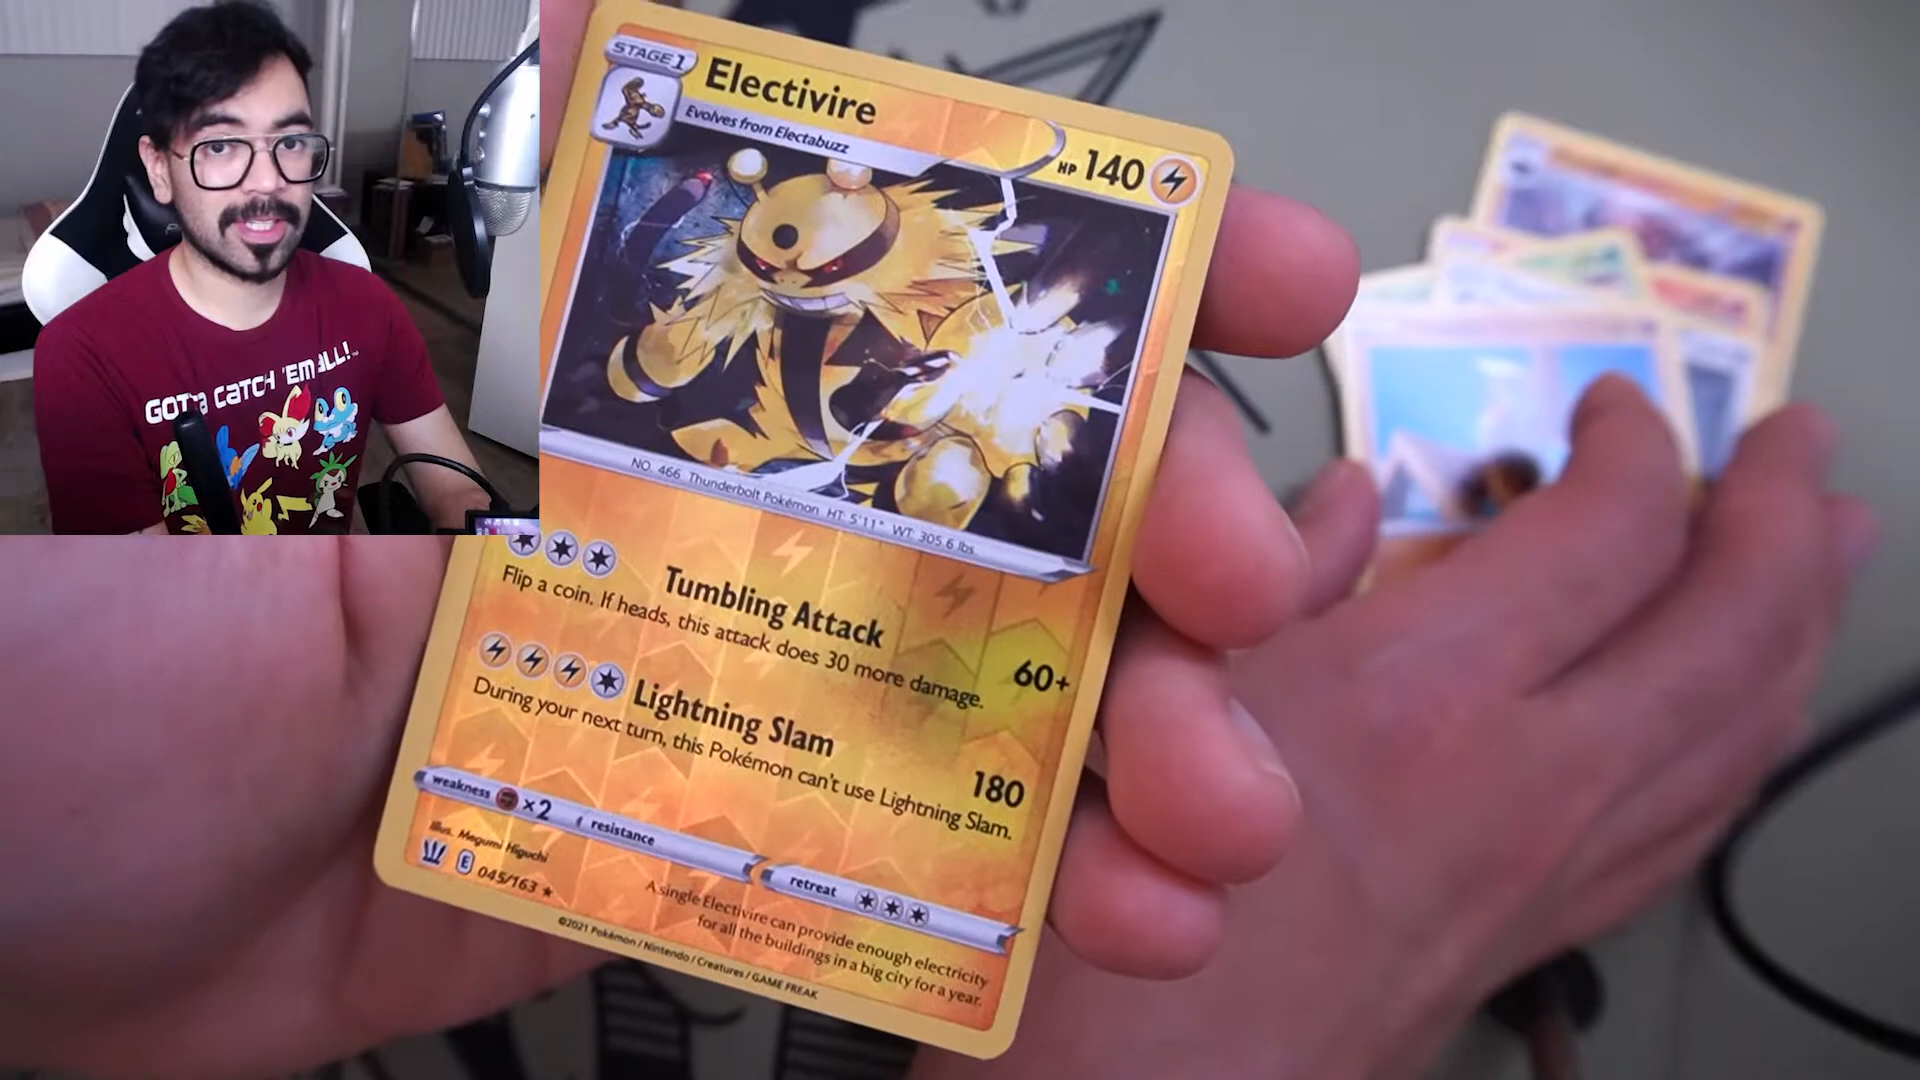 GOTTA CATCH 'EM ALL!
STAGE 1
Electivire
Evolves from Electabuzz
HP 140
NO. 466 Thunderbolt Pokémon HT: 5'11" WT: 305.6 lbs.
Tumbling Attack
60+
Flip a coin. If heads, this attack does 30 more damage.
Lightning Slam
180
During your next turn, this Pokémon can't use Lightning Slam.
weakness ×2
resistance
retreat
Illus. Megumi Higuchi
E 045/163 ★
A single Electivire can provide enough electricity
for all the buildings in a big city for a year.
©2021 Pokémon / Nintendo / Creatures / GAME FREAK